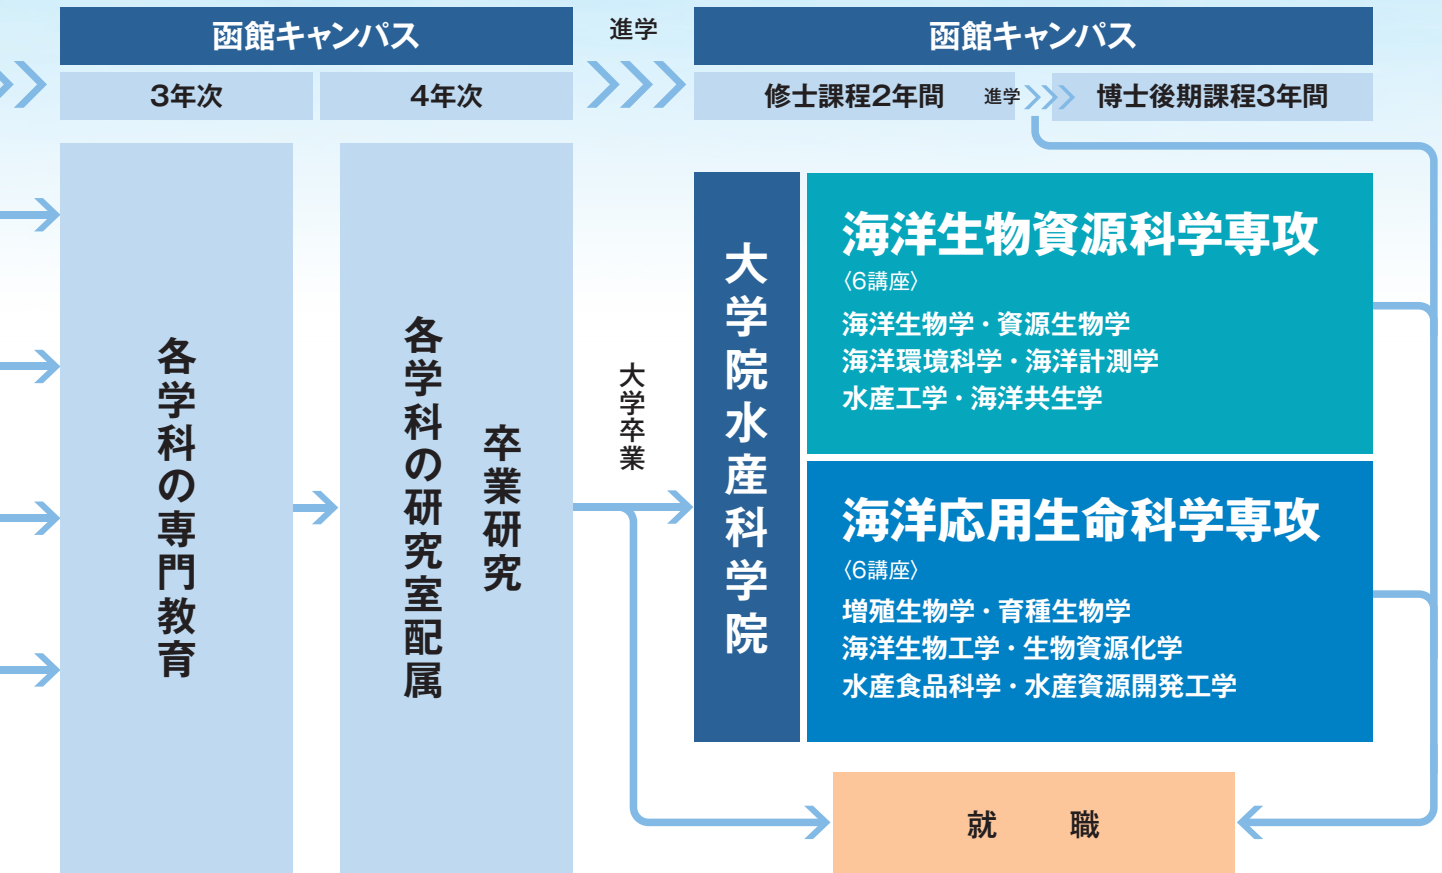 函館キャンパス
3年次
4年次
進学
函館キャンパス
修士課程2年間
進学
博士後期課程3年間
各学科の専門教育
卒業研究
各学科の研究室配属
大学卒業
大学院水産科学院
海洋生物資源科学専攻
〈6講座〉
海洋生物学・資源生物学
海洋環境科学・海洋計測学
水産工学・海洋共生学
海洋応用生命科学専攻
〈6講座〉
増殖生物学・育種生物学
海洋生物工学・生物資源化学
水産食品科学・水産資源開発工学
就　職